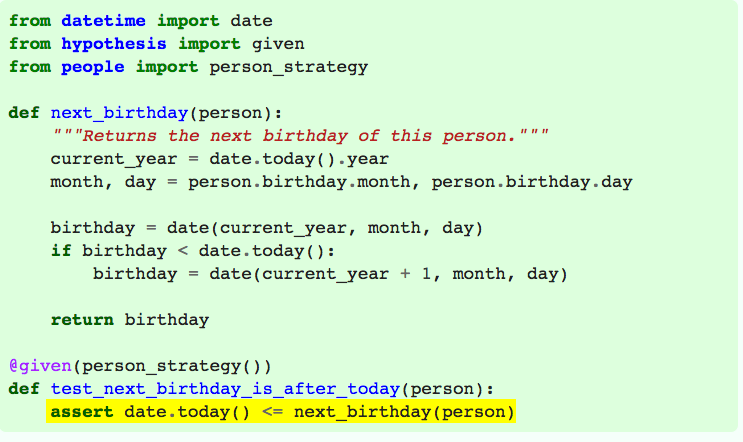 from datetime import date
from hypothesis import given
from people import person_strategy

def next_birthday(person):
    """Returns the next birthday of this person."""
    current_year = date.today().year
    month, day = person.birthday.month, person.birthday.day

    birthday = date(current_year, month, day)
    if birthday < date.today():
        birthday = date(current_year + 1, month, day)

    return birthday

@given(person_strategy())
def test_next_birthday_is_after_today(person):
    assert date.today() <= next_birthday(person)